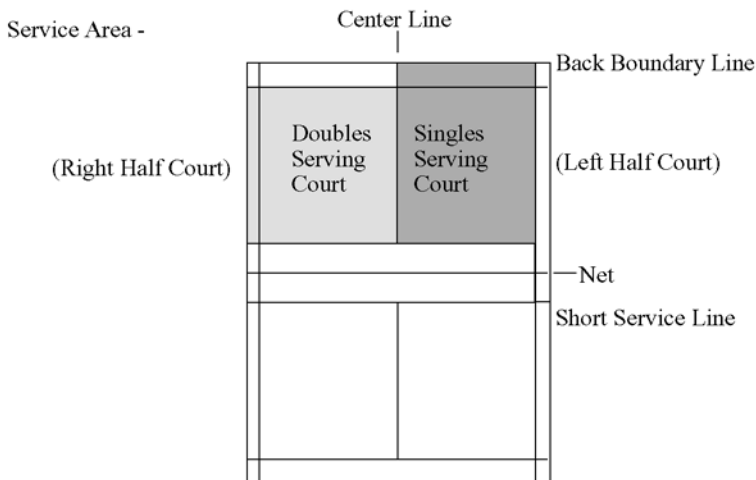 Service Area -
Center Line
Back Boundary Line
Doubles
Serving
Court
Singles
Serving
Court
(Right Half Court)
(Left Half Court)
Net
Short Service Line